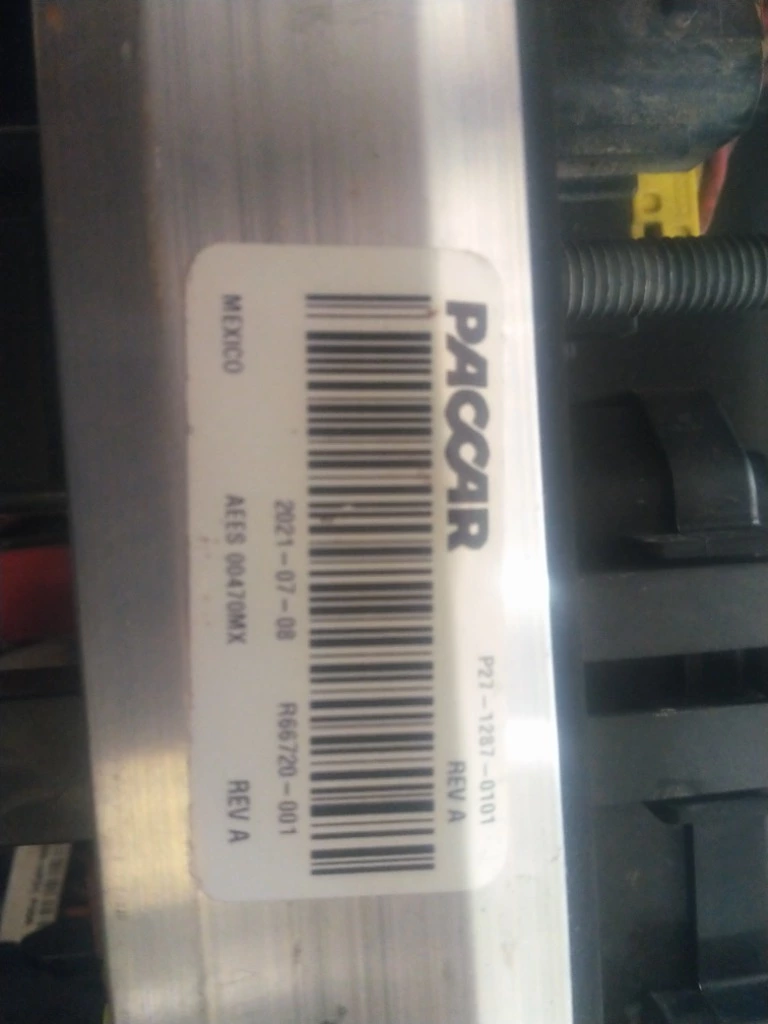 PACCAR
P27-1287-0101
REV A
2021-07-08 R66720-001
MEXICO AEES 00470MX REV A